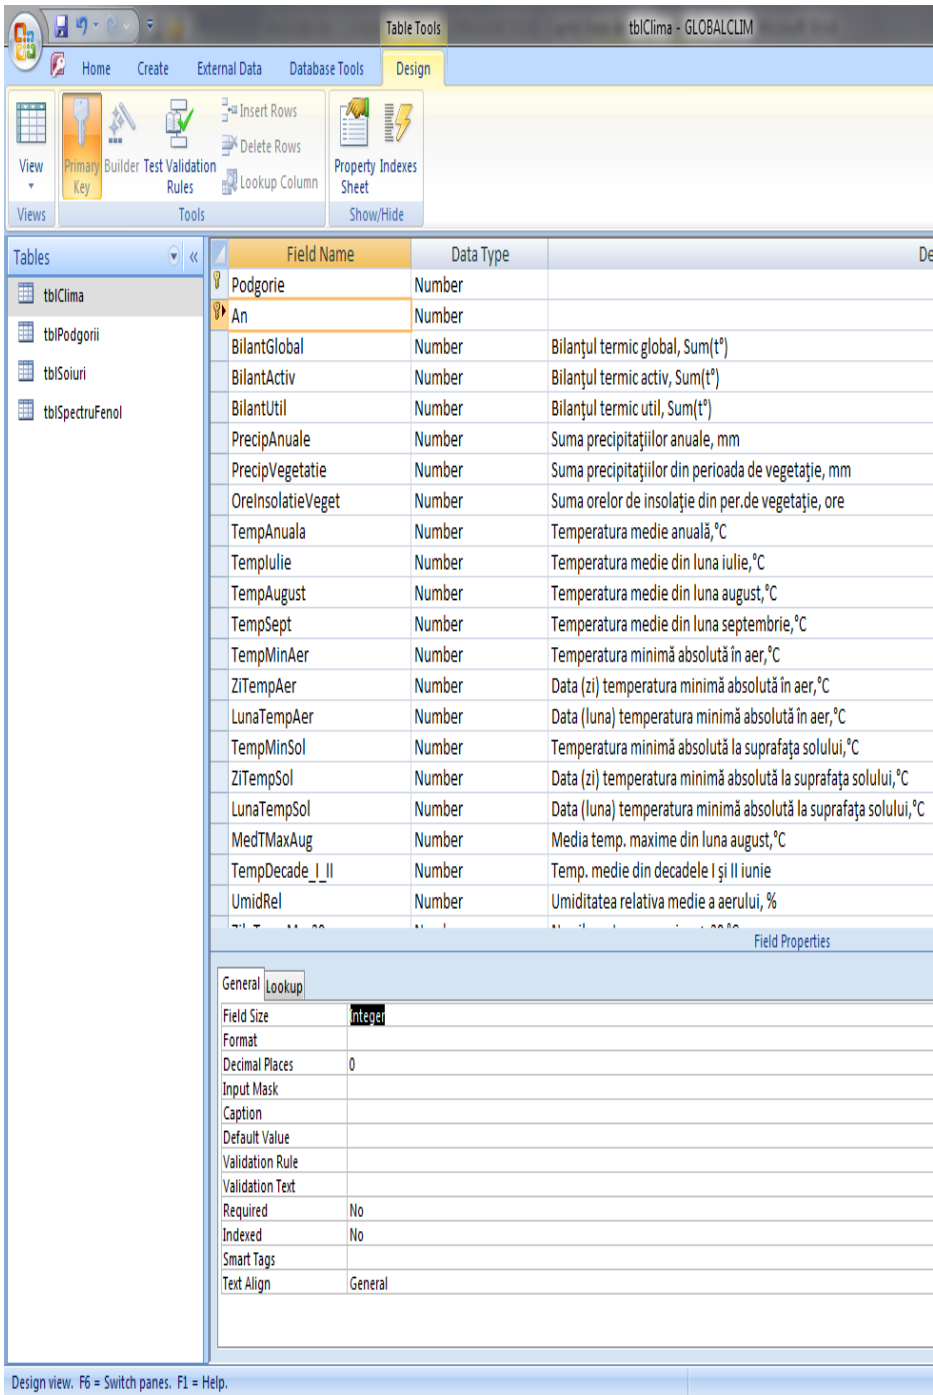 Table Tools tblClima - GLOBALCLIM
Home Create External Data Database Tools Design
View
Primary Key
Builder
Test Validation Rules
Insert Rows
Delete Rows
Lookup Column
Property Sheet
Indexes
Views Tools Show/Hide
Tables
tblClima
tblPodgorii
tblSoiuri
tblSpectruFenol
Field Name Data Type De
Podgorie Number
An Number
BilantGlobal Number Bilanţul termic global, Sum(t°)
BilantActiv Number Bilanţul termic activ, Sum(t°)
BilantUtil Number Bilanţul termic util, Sum(t°)
PrecipAnuale Number Suma precipitaţiilor anuale, mm
PrecipVegetatie Number Suma precipitaţiilor din perioada de vegetaţie, mm
OreInsolatieVeget Number Suma orelor de insolaţie din per.de vegetaţie, ore
TempAnuala Number Temperatura medie anuală,°C
TempIulie Number Temperatura medie din luna iulie,°C
TempAugust Number Temperatura medie din luna august,°C
TempSept Number Temperatura medie din luna septembrie,°C
TempMinAer Number Temperatura minimă absolută în aer,°C
ZiTempAer Number Data (zi) temperatura minimă absolută în aer,°C
LunaTempAer Number Data (luna) temperatura minimă absolută în aer,°C
TempMinSol Number Temperatura minimă absolută la suprafaţa solului,°C
ZiTempSol Number Data (zi) temperatura minimă absolută la suprafaţa solului,°C
LunaTempSol Number Data (luna) temperatura minimă absolută la suprafaţa solului,°C
MedTMaxAug Number Media temp. maxime din luna august,°C
TempDecade_I_II Number Temp. medie din decadele I şi II iunie
UmidRel Number Umiditatea relativa medie a aerului, %
Field Properties
General Lookup
Field Size Integer
Format
Decimal Places 0
Input Mask
Caption
Default Value
Validation Rule
Validation Text
Required No
Indexed No
Smart Tags
Text Align General
Design view. F6 = Switch panes. F1 = Help.